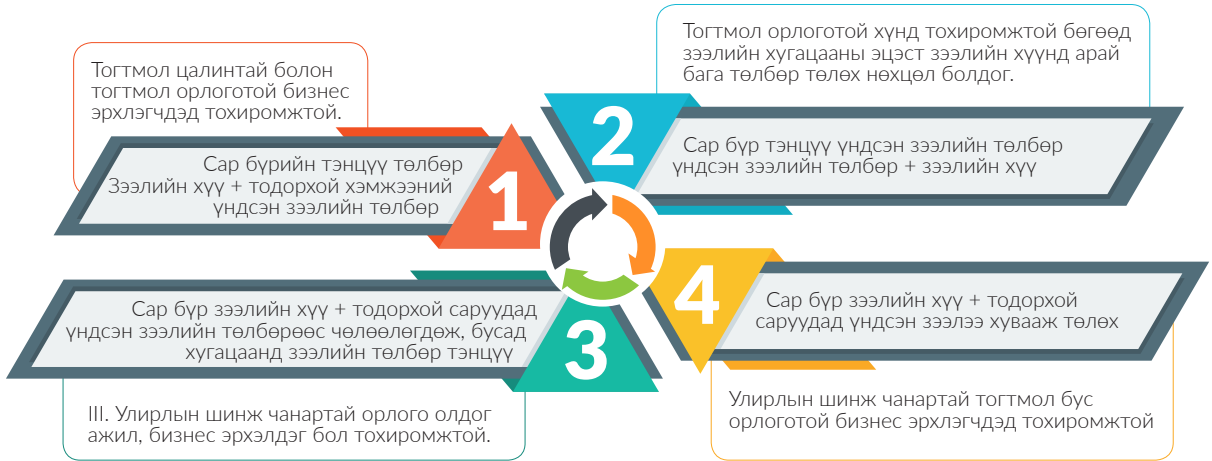 Тогтмол цалинтай болон
тогтмол орлоготой бизнес
эрхлэгчдэд тохиромжтой.
Сар бүрийн тэнцүү төлбөр
Зээлийн хүү + тодорхой хэмжээний
үндсэн зээлийн төлбөр
1
Тогтмол орлоготой хүнд тохиромжтой бөгөөд
зээлийн хугацааны эцэст зээлийн хүүнд арай
бага төлбөр төлөх нөхцөл болдог.
2
Сар бүр тэнцүү үндсэн зээлийн төлбөр
үндсэн зээлийн төлбөр + зээлийн хүү
Сар бүр зээлийн хүү + тодорхой саруудад
үндсэн зээлийн төлбөрөөс чөлөөлөгдөж, бусад
хугацаанд зээлийн төлбөр тэнцүү
3
III. Улирлын шинж чанартай орлого олдог
ажил, бизнес эрхэлдэг бол тохиромжтой.
4
Сар бүр зээлийн хүү + тодорхой
саруудад үндсэн зээлээ хувааж төлөх
Улирлын шинж чанартай тогтмол бус
орлоготой бизнес эрхлэгчдэд тохиромжтой